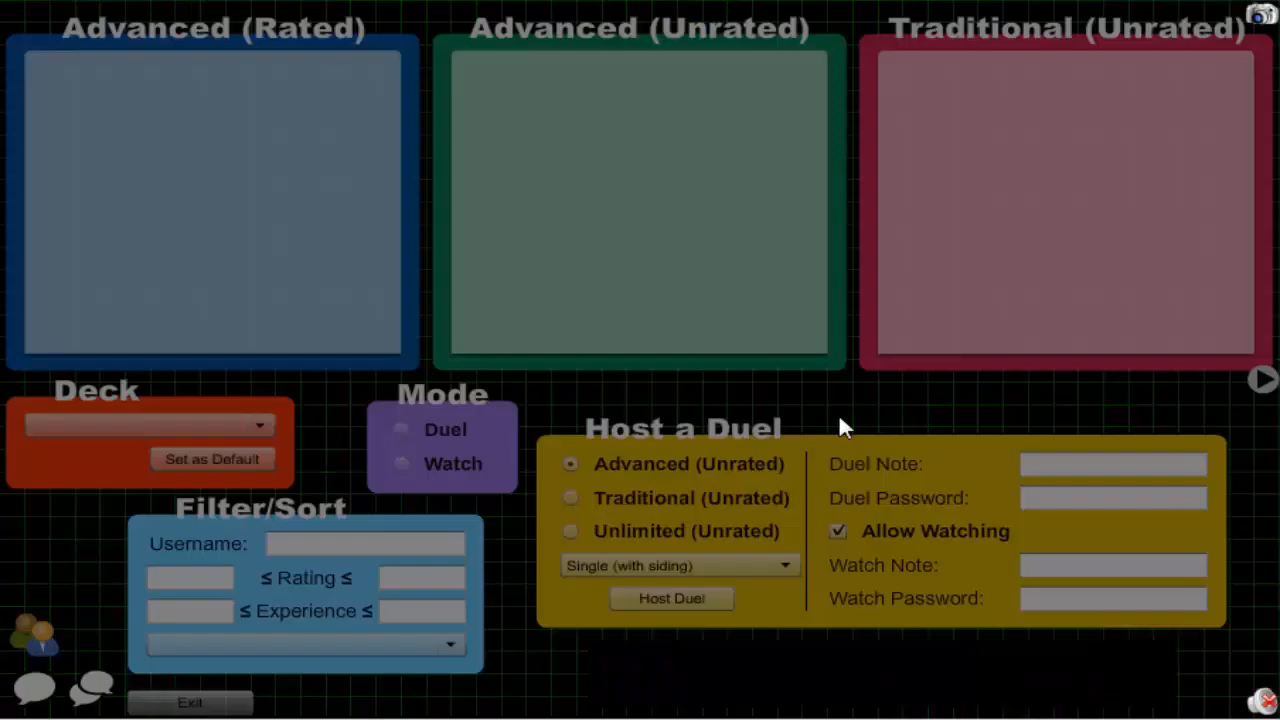 Advanced (Rated)
Advanced (Unrated)
Traditional (Unrated)
Deck
Set as Default
Mode
Duel
Watch
Filter/Sort
Username:
≤ Rating ≤
≤ Experience ≤
Exit
Host a Duel
Advanced (Unrated)
Traditional (Unrated)
Unlimited (Unrated)
Single (with siding)
Host Duel
Duel Note:
Duel Password:
Allow Watching
Watch Note:
Watch Password: